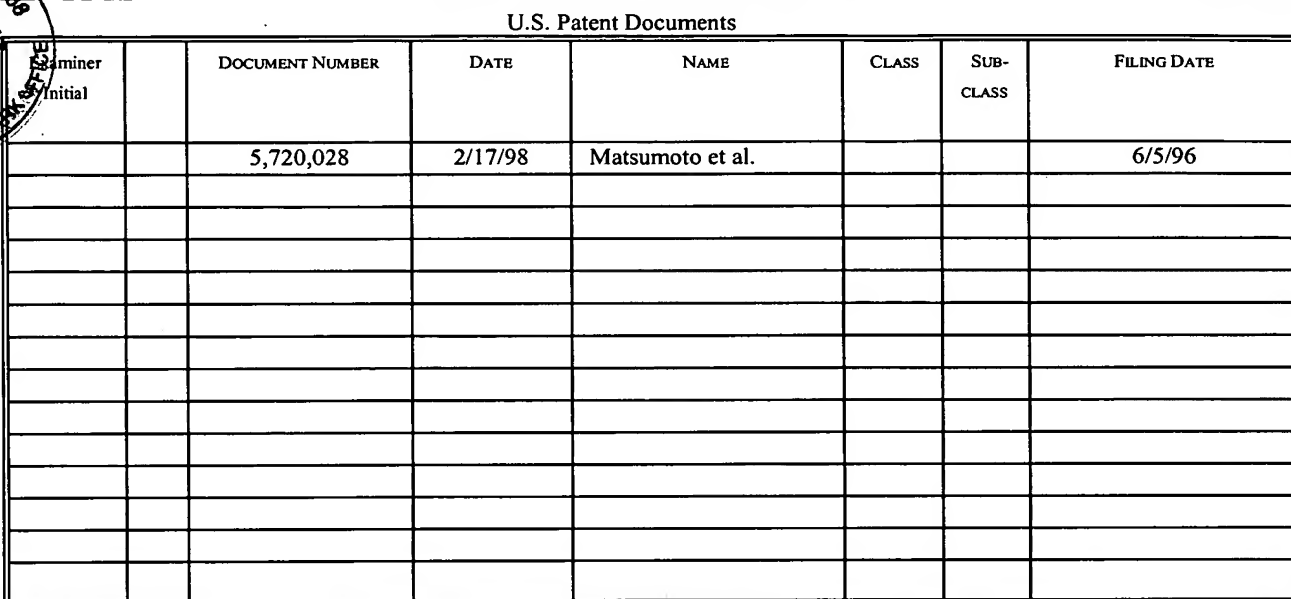 U.S. Patent Documents
Examiner Initial DOCUMENT NUMBER DATE NAME CLASS SUB-CLASS FILING DATE
5,720,028 2/17/98 Matsumoto et al. 6/5/96